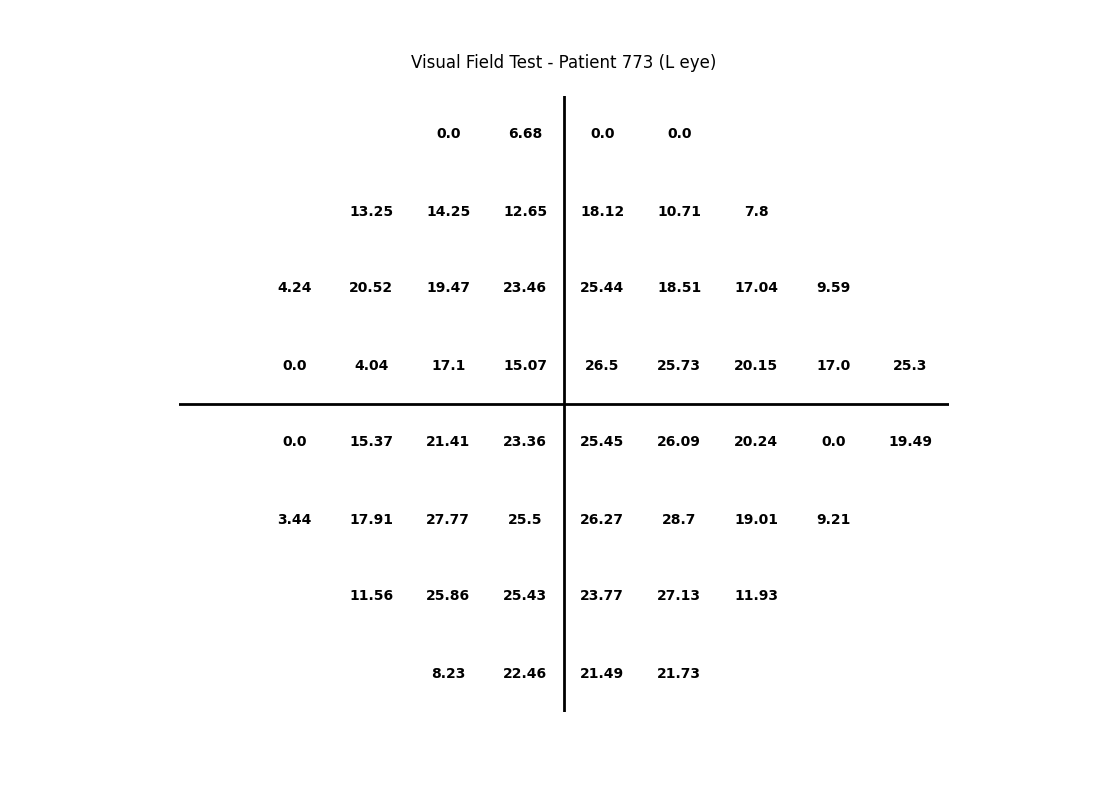 Visual Field Test - Patient 773 (L eye)
0.0 6.68 0.0 0.0
13.25 14.25 12.65 18.12 10.71 7.8
4.24 20.52 19.47 23.46 25.44 18.51 17.04 9.59
0.0 4.04 17.1 15.07 26.5 25.73 20.15 17.0 25.3
0.0 15.37 21.41 23.36 25.45 26.09 20.24 0.0 19.49
3.44 17.91 27.77 25.5 26.27 28.7 19.01 9.21
11.56 25.86 25.43 23.77 27.13 11.93
8.23 22.46 21.49 21.73